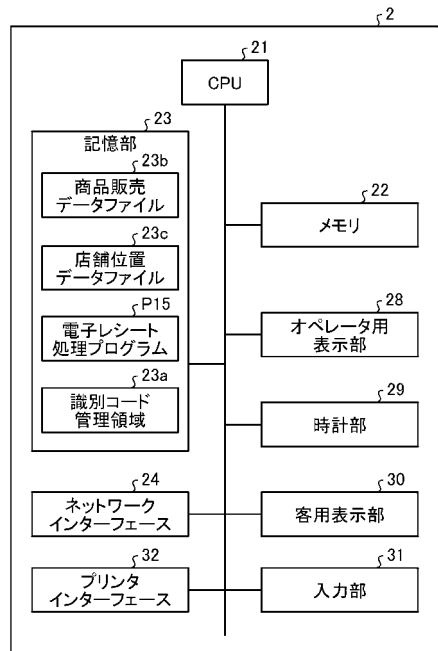 2
21
CPU
23
記憶部
23b
商品販売
データファイル
23c
店舗位置
データファイル
P15
電子レシート
処理プログラム
23a
識別コード
管理領域
22
メモリ
28
オペレータ用
表示部
29
時計部
24
ネットワーク
インターフェース
30
客用表示部
32
プリンタ
インターフェース
31
入力部